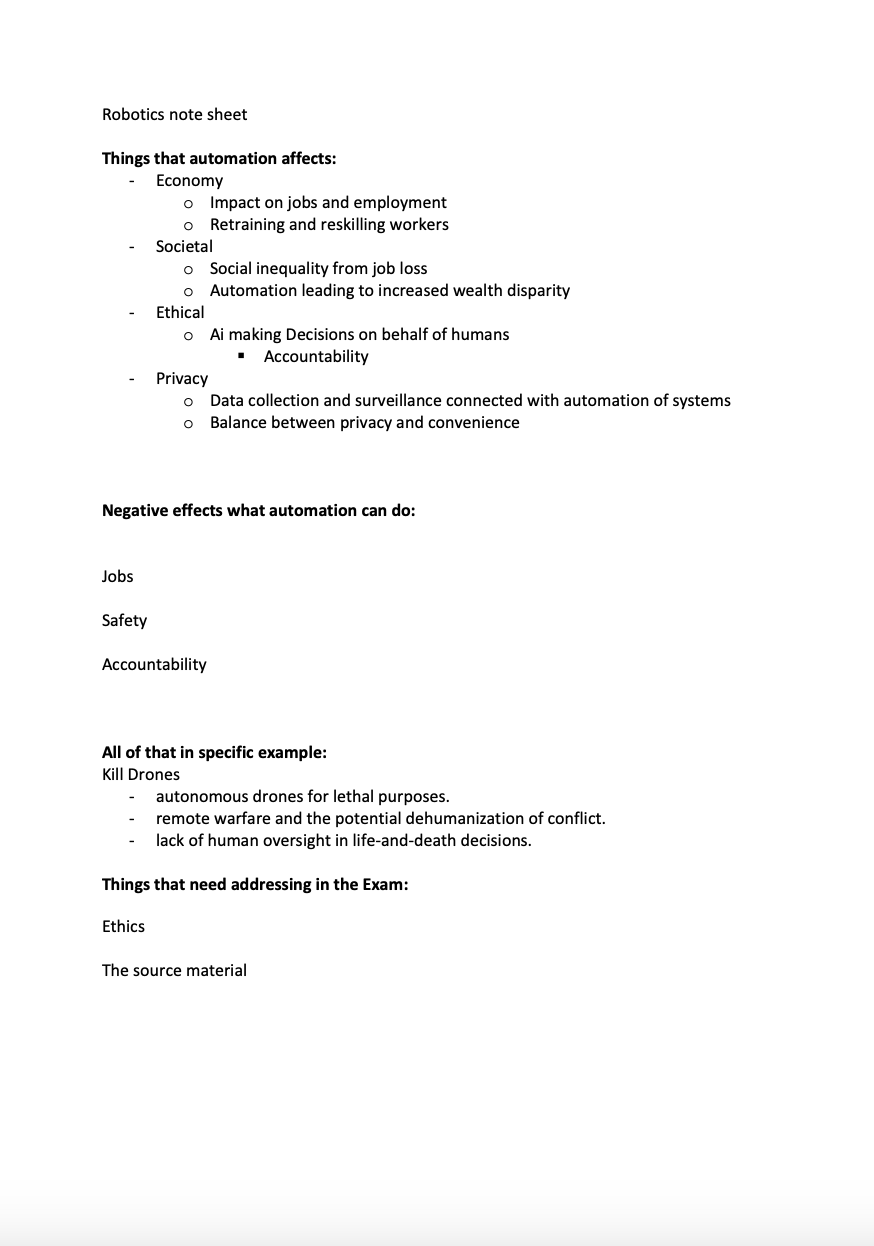 Robotics note sheet
Things that automation affects:
- Economy
o Impact on jobs and employment
o Retraining and reskilling workers
- Societal
o Social inequality from job loss
o Automation leading to increased wealth disparity
- Ethical
o Ai making Decisions on behalf of humans
▪ Accountability
- Privacy
o Data collection and surveillance connected with automation of systems
o Balance between privacy and convenience
Negative effects what automation can do:
Jobs
Safety
Accountability
All of that in specific example:
Kill Drones
- autonomous drones for lethal purposes.
- remote warfare and the potential dehumanization of conflict.
- lack of human oversight in life-and-death decisions.
Things that need addressing in the Exam:
Ethics
The source material